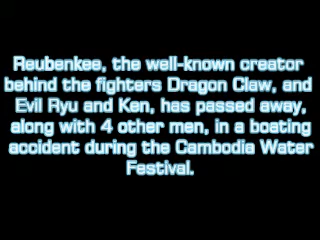 Reubenkee, the well-known creator
behind the fighters Dragon Claw, and
Evil Ryu and Ken, has passed away,
along with 4 other men, in a boating
accident during the Cambodia Water
Festival.